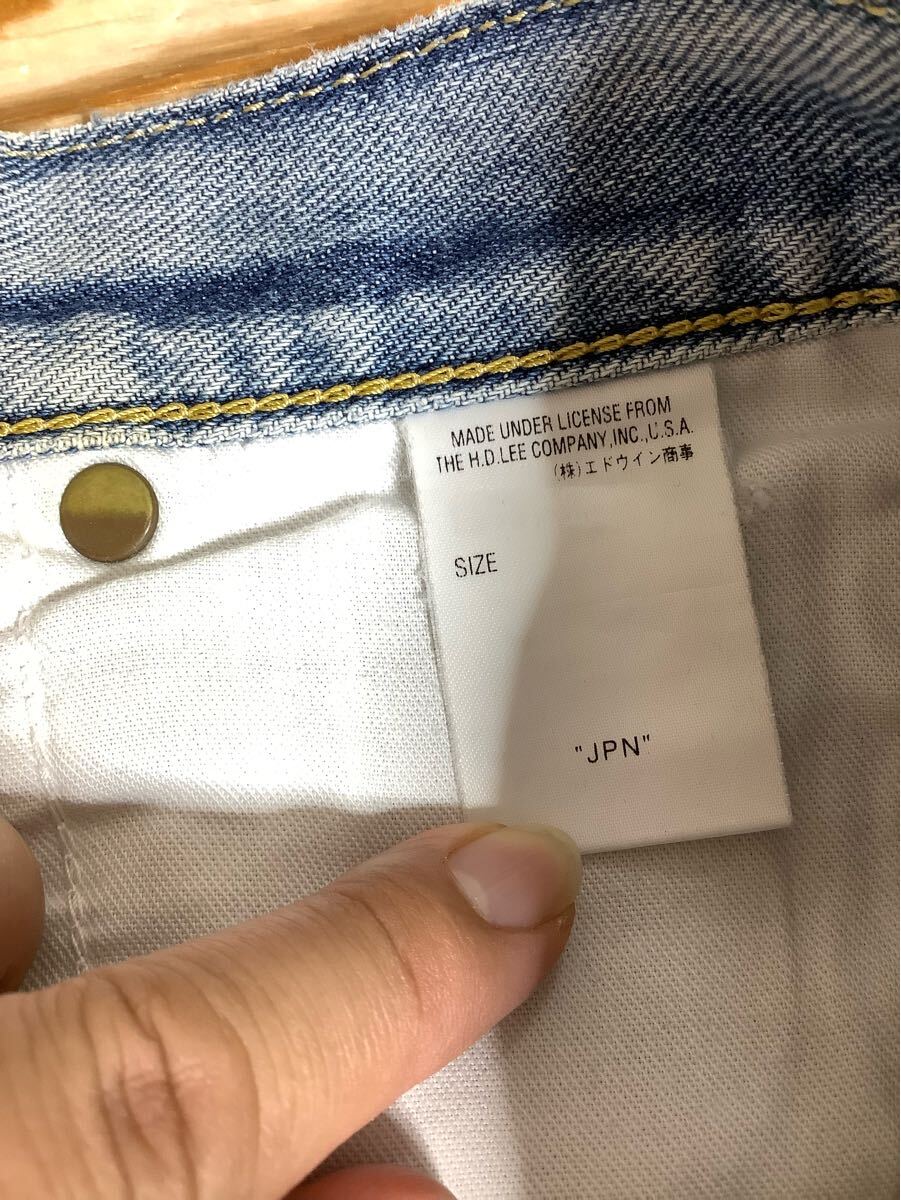 MADE UNDER LICENSE FROM
THE H.D.LEE COMPANY,INC.,U.S.A.
(株)エドウイン商事
SIZE
"JPN"